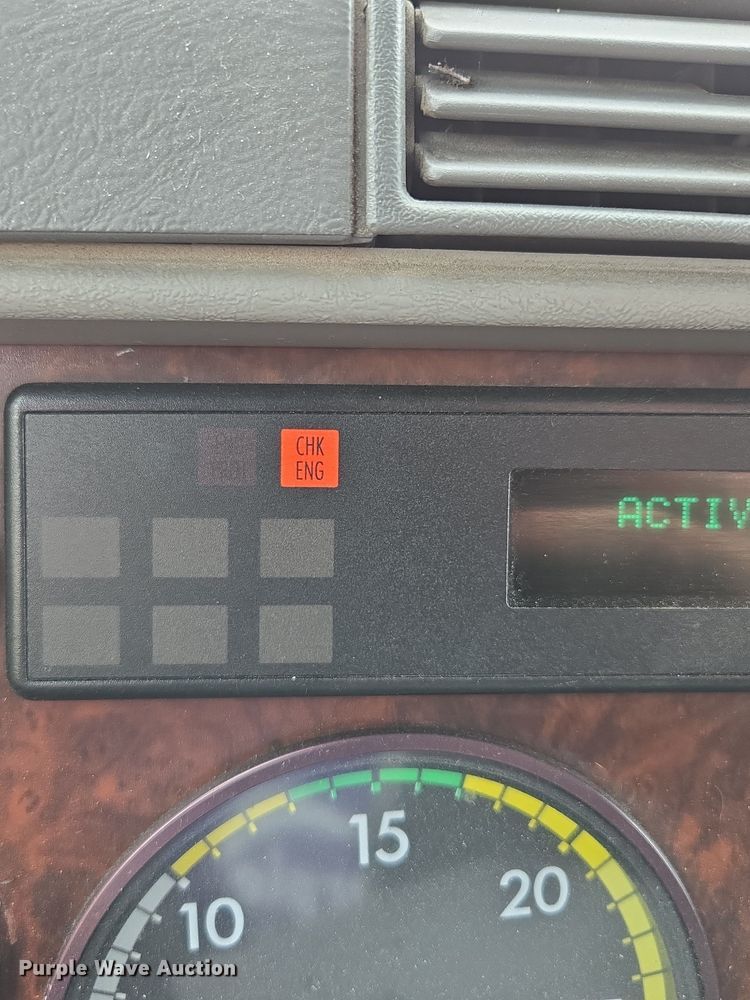 CHK
ENG
ACTIV
15
20
10
Purple Wave Auction